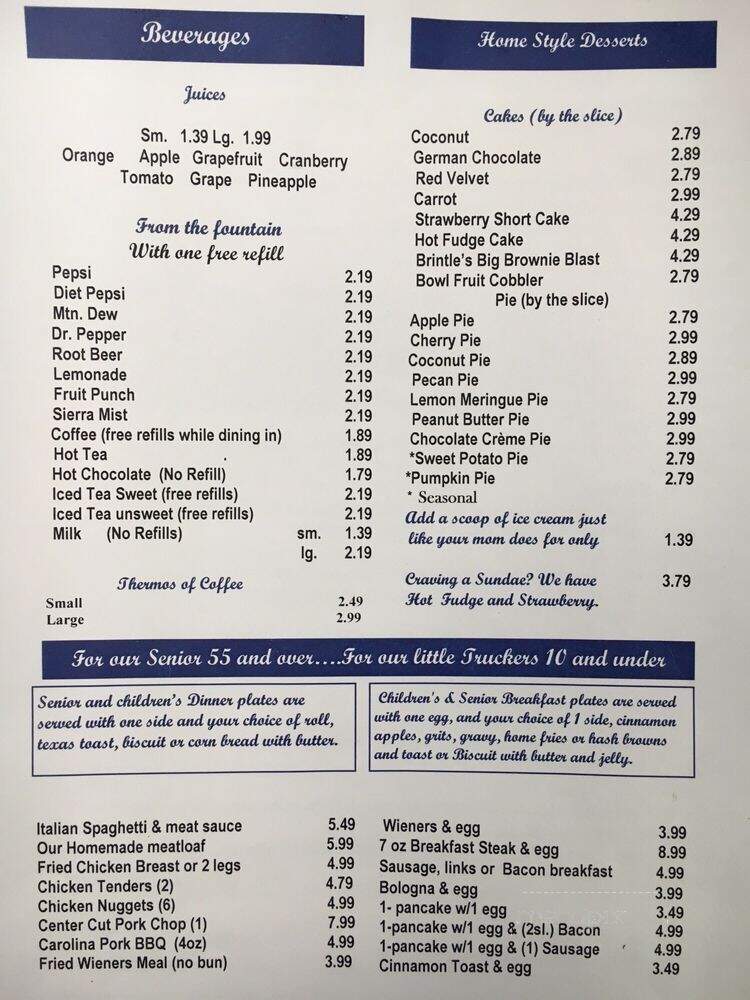 Beverages
Juices
Sm. 1.39 Lg. 1.99
Orange Apple Grapefruit Cranberry
Tomato Grape Pineapple
From the fountain
With one free refill
Pepsi 2.19
Diet Pepsi 2.19
Mtn. Dew 2.19
Dr. Pepper 2.19
Root Beer 2.19
Lemonade 2.19
Fruit Punch 2.19
Sierra Mist 2.19
Coffee (free refills while dining in) 1.89
Hot Tea 1.89
Hot Chocolate (No Refill) 1.79
Iced Tea Sweet (free refills) 2.19
Iced Tea unsweet (free refills) 2.19
Milk (No Refills) sm. 1.39
lg. 2.19
Thermos of Coffee
Small 2.49
Large 2.99
Home Style Desserts
Cakes (by the slice)
Coconut 2.79
German Chocolate 2.89
Red Velvet 2.79
Carrot 2.99
Strawberry Short Cake 4.29
Hot Fudge Cake 4.29
Brintle's Big Brownie Blast 4.29
Bowl Fruit Cobbler 2.79
Pie (by the slice)
Apple Pie 2.79
Cherry Pie 2.99
Coconut Pie 2.89
Pecan Pie 2.99
Lemon Meringue Pie 2.79
Peanut Butter Pie 2.99
Chocolate Crème Pie 2.99
*Sweet Potato Pie 2.79
*Pumpkin Pie 2.79
* Seasonal
Add a scoop of ice cream just
like your mom does for only 1.39
Craving a Sundae? We have 3.79
Hot Fudge and Strawberry.
For our Senior 55 and over....For our little Truckers 10 and under
Senior and children's Dinner plates are
served with one side and your choice of roll,
texas toast, biscuit or corn bread with butter.
Children's & Senior Breakfast plates are served
with one egg, and your choice of 1 side, cinnamon
apples, grits, gravy, home fries or hash browns
and toast or Biscuit with butter and jelly.
Italian Spaghetti & meat sauce 5.49
Our Homemade meatloaf 5.99
Fried Chicken Breast or 2 legs 4.99
Chicken Tenders (2) 4.79
Chicken Nuggets (6) 4.99
Center Cut Pork Chop (1) 7.99
Carolina Pork BBQ (4oz) 4.99
Fried Wieners Meal (no bun) 3.99
Wieners & egg 3.99
7 oz Breakfast Steak & egg 8.99
Sausage, links or Bacon breakfast 4.99
Bologna & egg 3.99
1- pancake w/1 egg 3.49
1-pancake w/1 egg & (2sl.) Bacon 4.99
1-pancake w/1 egg & (1) Sausage 4.99
Cinnamon Toast & egg 3.49